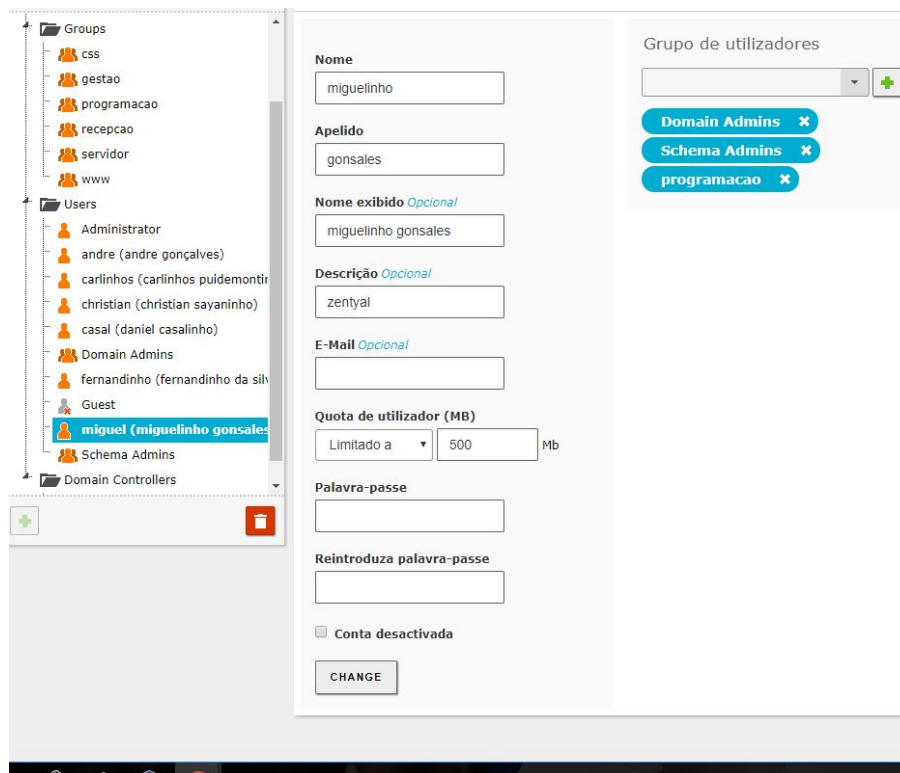 Groups
css
gestao
programacao
recepcao
servidor
www
Users
Administrator
andre (andre gonçalves)
carlinhos (carlinhos puidemontin
christian (christian sayaninho)
casal (daniel casalinho)
Domain Admins
fernandinho (fernandinho da silv
Guest
miguel (miguelinho gonsales
Schema Admins
Domain Controllers
Nome
miguelinho
Apelido
gonsales
Nome exibido Opcional
miguelinho gonsales
Descrição Opcional
zentyal
E-Mail Opcional
Quota de utilizador (MB)
Limitado a 500 Mb
Palavra-passe
Reintroduza palavra-passe
Conta desactivada
CHANGE
Grupo de utilizadores
Domain Admins
Schema Admins
programacao